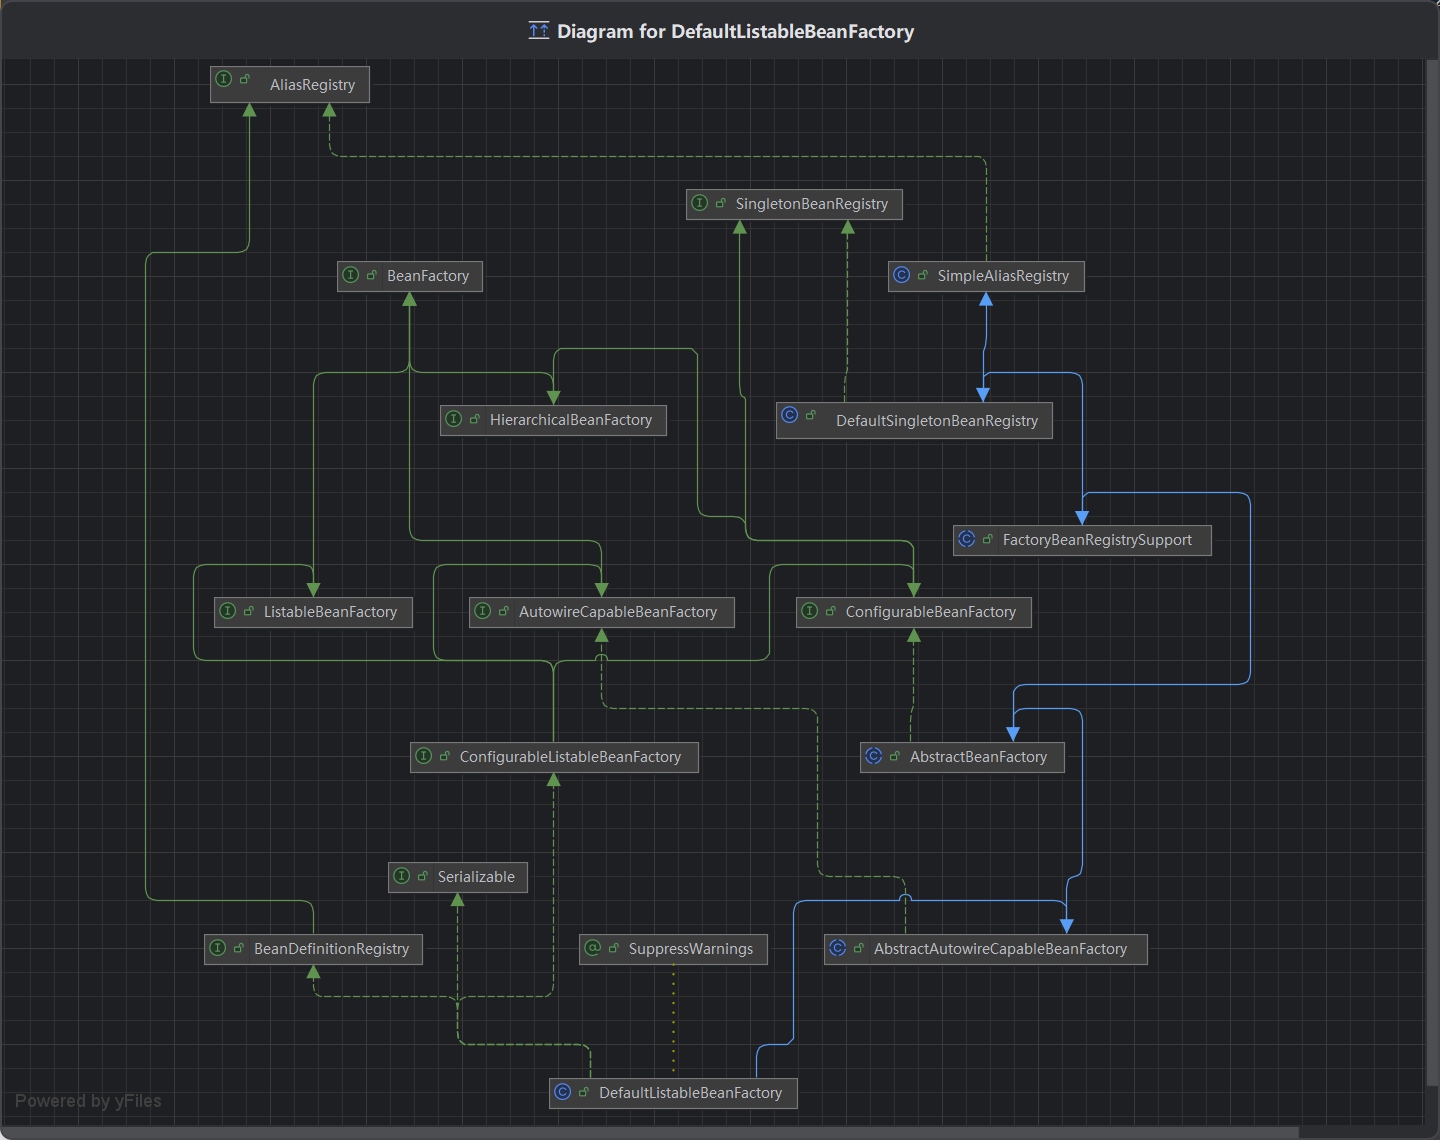 Diagram for DefaultListableBeanFactory
AliasRegistry
SingletonBeanRegistry
BeanFactory
SimpleAliasRegistry
HierarchicalBeanFactory
DefaultSingletonBeanRegistry
FactoryBeanRegistrySupport
ListableBeanFactory
AutowireCapableBeanFactory
ConfigurableBeanFactory
ConfigurableListableBeanFactory
AbstractBeanFactory
Serializable
BeanDefinitionRegistry
SuppressWarnings
AbstractAutowireCapableBeanFactory
DefaultListableBeanFactory
Powered by yFiles